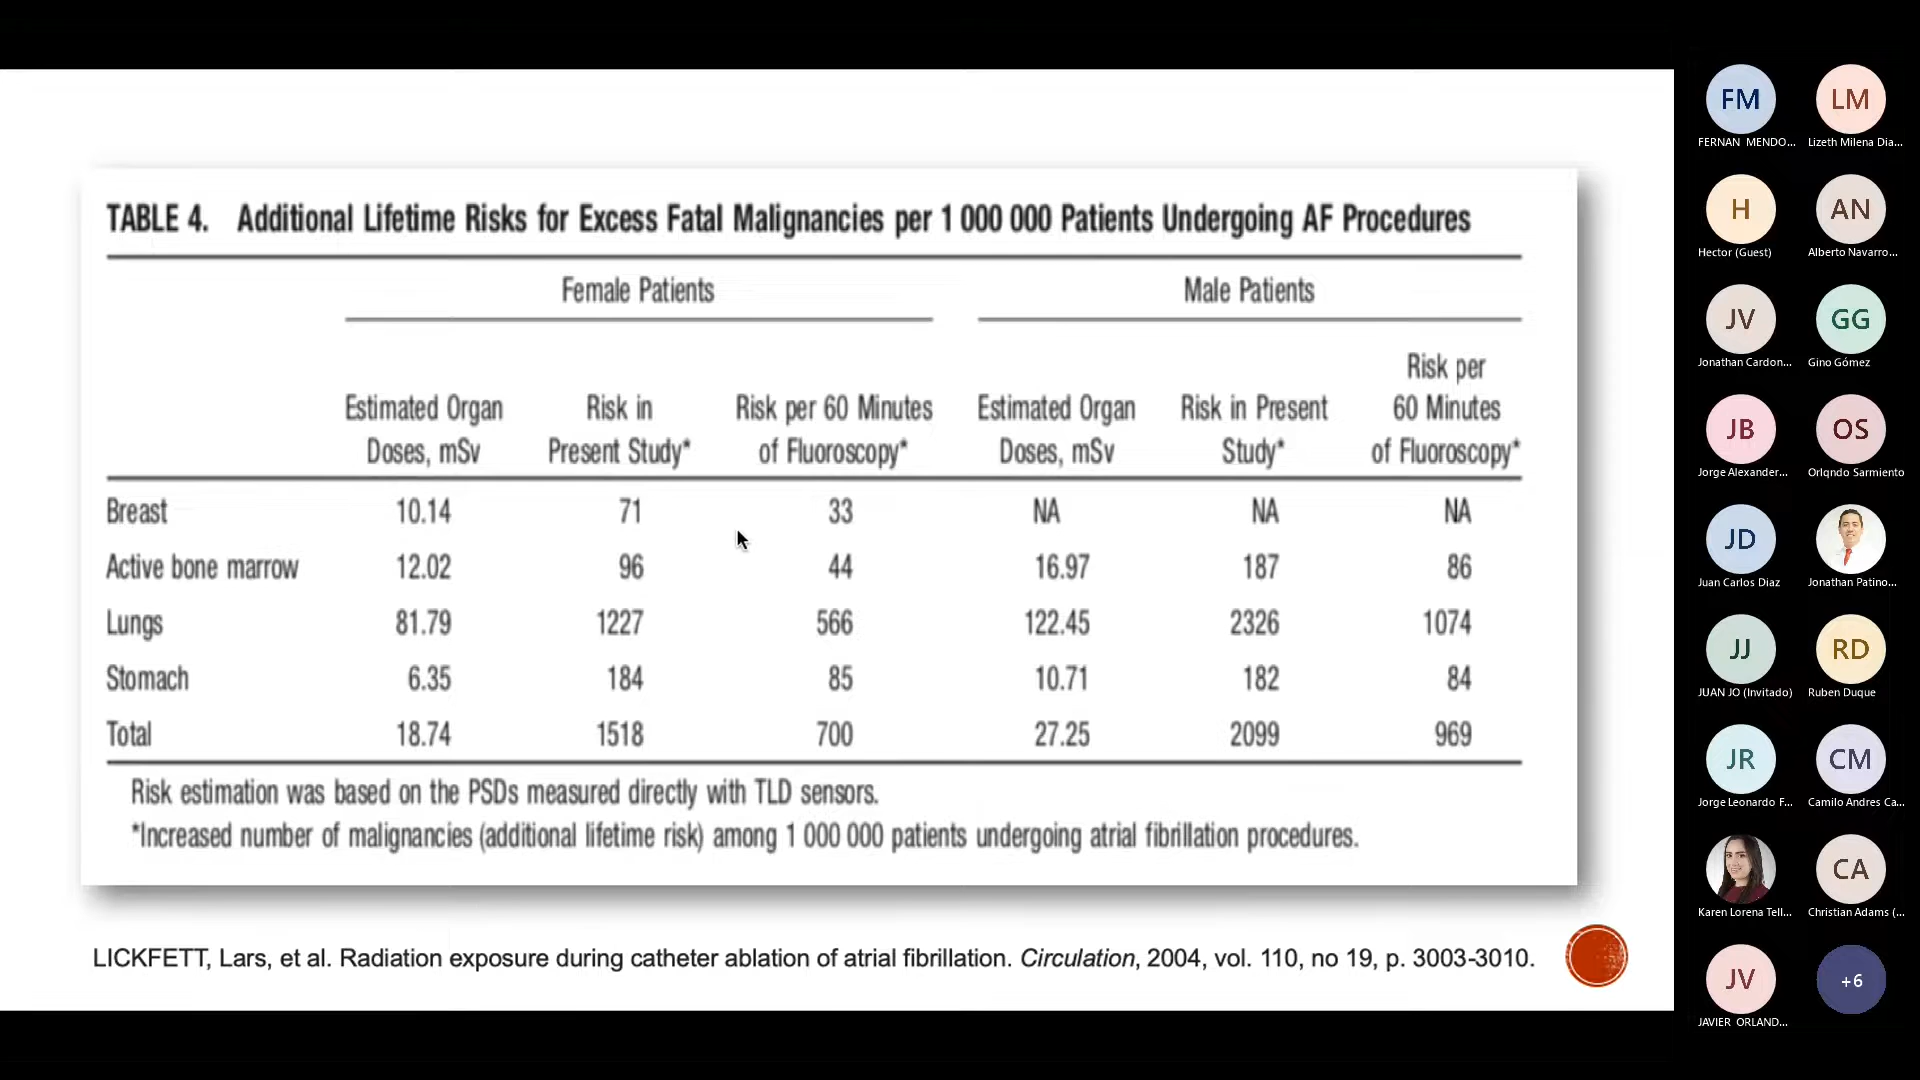 TABLE 4. Additional Lifetime Risks for Excess Fatal Malignancies per 1 000 000 Patients Undergoing AF Procedures
Female Patients Male Patients
Estimated Organ Doses, mSv Risk in Present Study* Risk per 60 Minutes of Fluoroscopy* Estimated Organ Doses, mSv Risk in Present Study* Risk per 60 Minutes of Fluoroscopy*
Breast 10.14 71 33 NA NA NA
Active bone marrow 12.02 96 44 16.97 187 86
Lungs 81.79 1227 566 122.45 2326 1074
Stomach 6.35 184 85 10.71 182 84
Total 18.74 1518 700 27.25 2099 969
Risk estimation was based on the PSDs measured directly with TLD sensors.
*Increased number of malignancies (additional lifetime risk) among 1 000 000 patients undergoing atrial fibrillation procedures.
LICKFETT, Lars, et al. Radiation exposure during catheter ablation of atrial fibrillation. Circulation, 2004, vol. 110, no 19, p. 3003-3010.
FM LM
FERNAN MENDO... Lizeth Milena Dia...
H AN
Hector (Guest) Alberto Navarro...
JV GG
Jonathan Cardon... Gino Gómez
JB OS
Jorge Alexander... Orlqndo Sarmiento
JD
Juan Carlos Diaz Jonathan Patino...
JJ RD
JUAN JO (Invitado) Ruben Duque
JR CM
Jorge Leonardo F... Camilo Andres Ca...
CA
Karen Lorena Tell... Christian Adams (...
JV +6
JAVIER ORLAND...